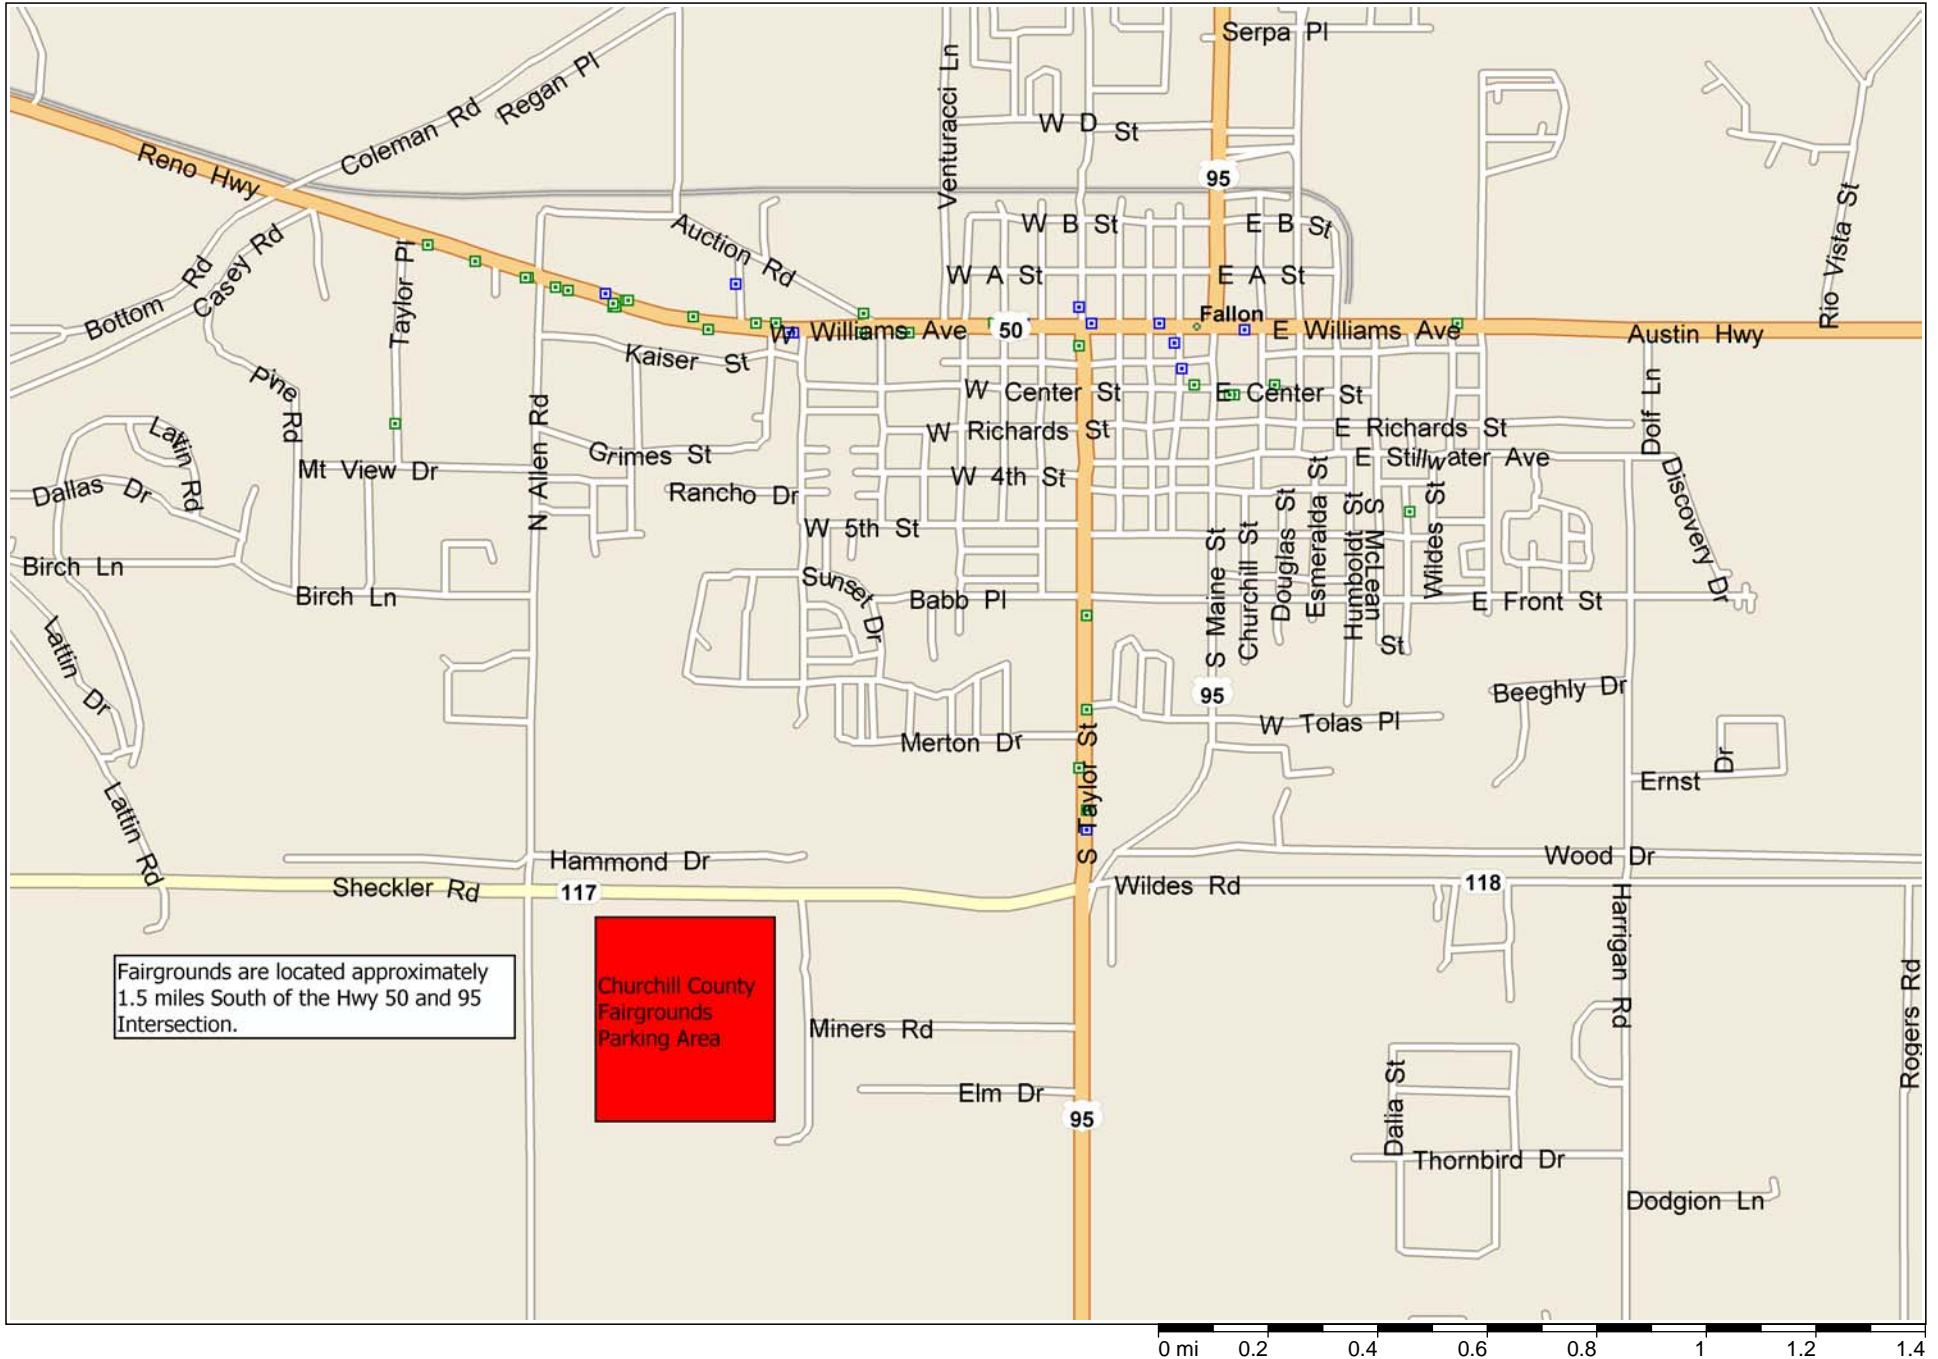 Serpa Pl
Regan Pl
Coleman Rd
Venturacci Ln
W D St
Reno Hwy
95
Rio Vista St
Auction Rd
W B St
E B St
Casey Rd
Taylor Pl
Bottom Rd
W A St
E A St
Fallon
W Williams Ave
50
E Williams Ave
Austin Hwy
Kaiser St
Pine Rd
W Center St
E Center St
Dolf Ln
N Allen Rd
Lattin Rd
W Richards St
E Richards St
Grimes St
E Stillwater Ave
Mt View Dr
W 4th St
Dallas Dr
Rancho Dr
Discovery Dr
W 5th St
S Maine St
Churchill St
Douglas St
Esmeralda St
Humboldt St
S McLean St
Wildes St
Birch Ln
Birch Ln
Sunset Dr
Babb Pl
E Front St
Lattin Dr
95
Beeghly Dr
W Tolas Pl
Merton Dr
S Taylor St
Ernst Dr
Lattin Rd
Hammond Dr
Wood Dr
Sheckler Rd
117
Wildes Rd
118
Harrigan Rd
Rogers Rd
Fairgrounds are located approximately
1.5 miles South of the Hwy 50 and 95
Intersection.
Churchill County
Fairgrounds
Parking Area
Miners Rd
Elm Dr
95
Dalia St
Thornbird Dr
Dodgion Ln
0 mi 0.2 0.4 0.6 0.8 1 1.2 1.4